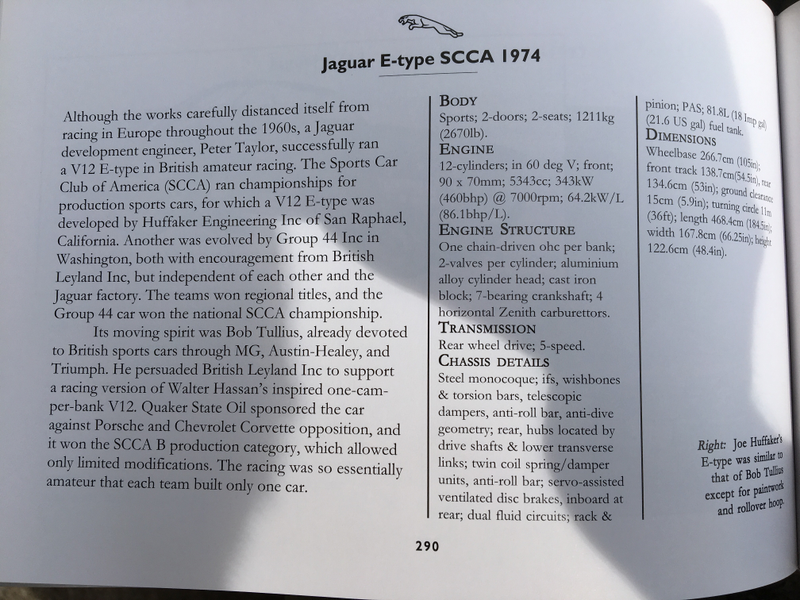 Jaguar E-type SCCA 1974
Although the works carefully distanced itself from
racing in Europe throughout the 1960s, a Jaguar
development engineer, Peter Taylor, successfully ran
a V12 E-type in British amateur racing. The Sports Car
Club of America (SCCA) ran championships for
production sports cars, for which a V12 E-type was
developed by Huffaker Engineering Inc of San Raphael,
California. Another was evolved by Group 44 Inc in
Washington, both with encouragement from British
Leyland Inc, but independent of each other and the
Jaguar factory. The teams won regional titles, and the
Group 44 car won the national SCCA championship.
Its moving spirit was Bob Tullius, already devoted
to British sports cars through MG, Austin-Healey, and
Triumph. He persuaded British Leyland Inc to support
a racing version of Walter Hassan's inspired one-cam-
per-bank V12. Quaker State Oil sponsored the car
against Porsche and Chevrolet Corvette opposition, and
it won the SCCA B production category, which allowed
only limited modifications. The racing was so essentially
amateur that each team built only one car.
BODY
Sports; 2-doors; 2-seats; 1211kg
(2670lb).
ENGINE
12-cylinders; in 60 deg V; front;
90 x 70mm; 5343cc; 343kW
(460bhp) @ 7000rpm; 64.2kW/L
(86.1bhp/L).
ENGINE STRUCTURE
One chain-driven ohc per bank;
2-valves per cylinder; aluminium
alloy cylinder head; cast iron
block; 7-bearing crankshaft; 4
horizontal Zenith carburettors.
TRANSMISSION
Rear wheel drive; 5-speed.
CHASSIS DETAILS
Steel monocoque; ifs, wishbones
& torsion bars, telescopic
dampers, anti-roll bar, anti-dive
geometry; rear, hubs located by
drive shafts & lower transverse
links; twin coil spring/damper
units, anti-roll bar; servo-assisted
ventilated disc brakes, inboard at
rear; dual fluid circuits; rack &
pinion; PAS; 81.8L (18 Imp gal)
(21.6 US gal) fuel tank.
DIMENSIONS
Wheelbase 266.7cm (105in);
front track 138.7cm(54.5in), rear
134.6cm (53in); ground clearance
15cm (5.9in); turning circle 11m
(36ft); length 468.4cm (184.5in);
width 167.8cm (66.25in); height
122.6cm (48.4in).
Right: Joe Huffaker's
E-type was similar to
that of Bob Tullius
except for paintwork
and rollover hoop.
290